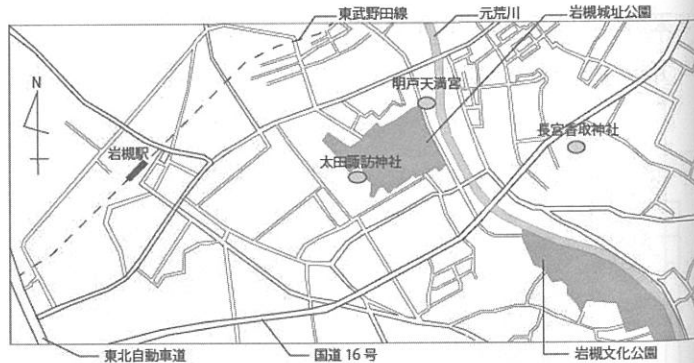 東武野田線
元荒川
岩槻城址公園
N
明戸天満宮
長宮香取神社
岩槻駅
太田諏訪神社
東北自動車道
国道16号
岩槻文化公園